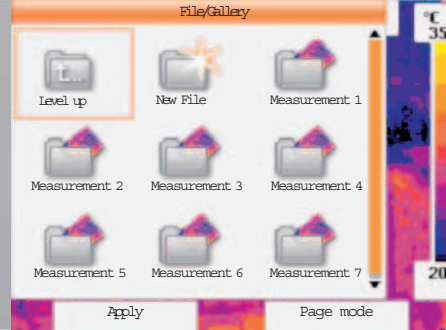 File/Gallery
°C
35
Level up
New File
Measurement 1
Measurement 2
Measurement 3
Measurement 4
Measurement 5
Measurement 6
Measurement 7
20
Apply
Page mode